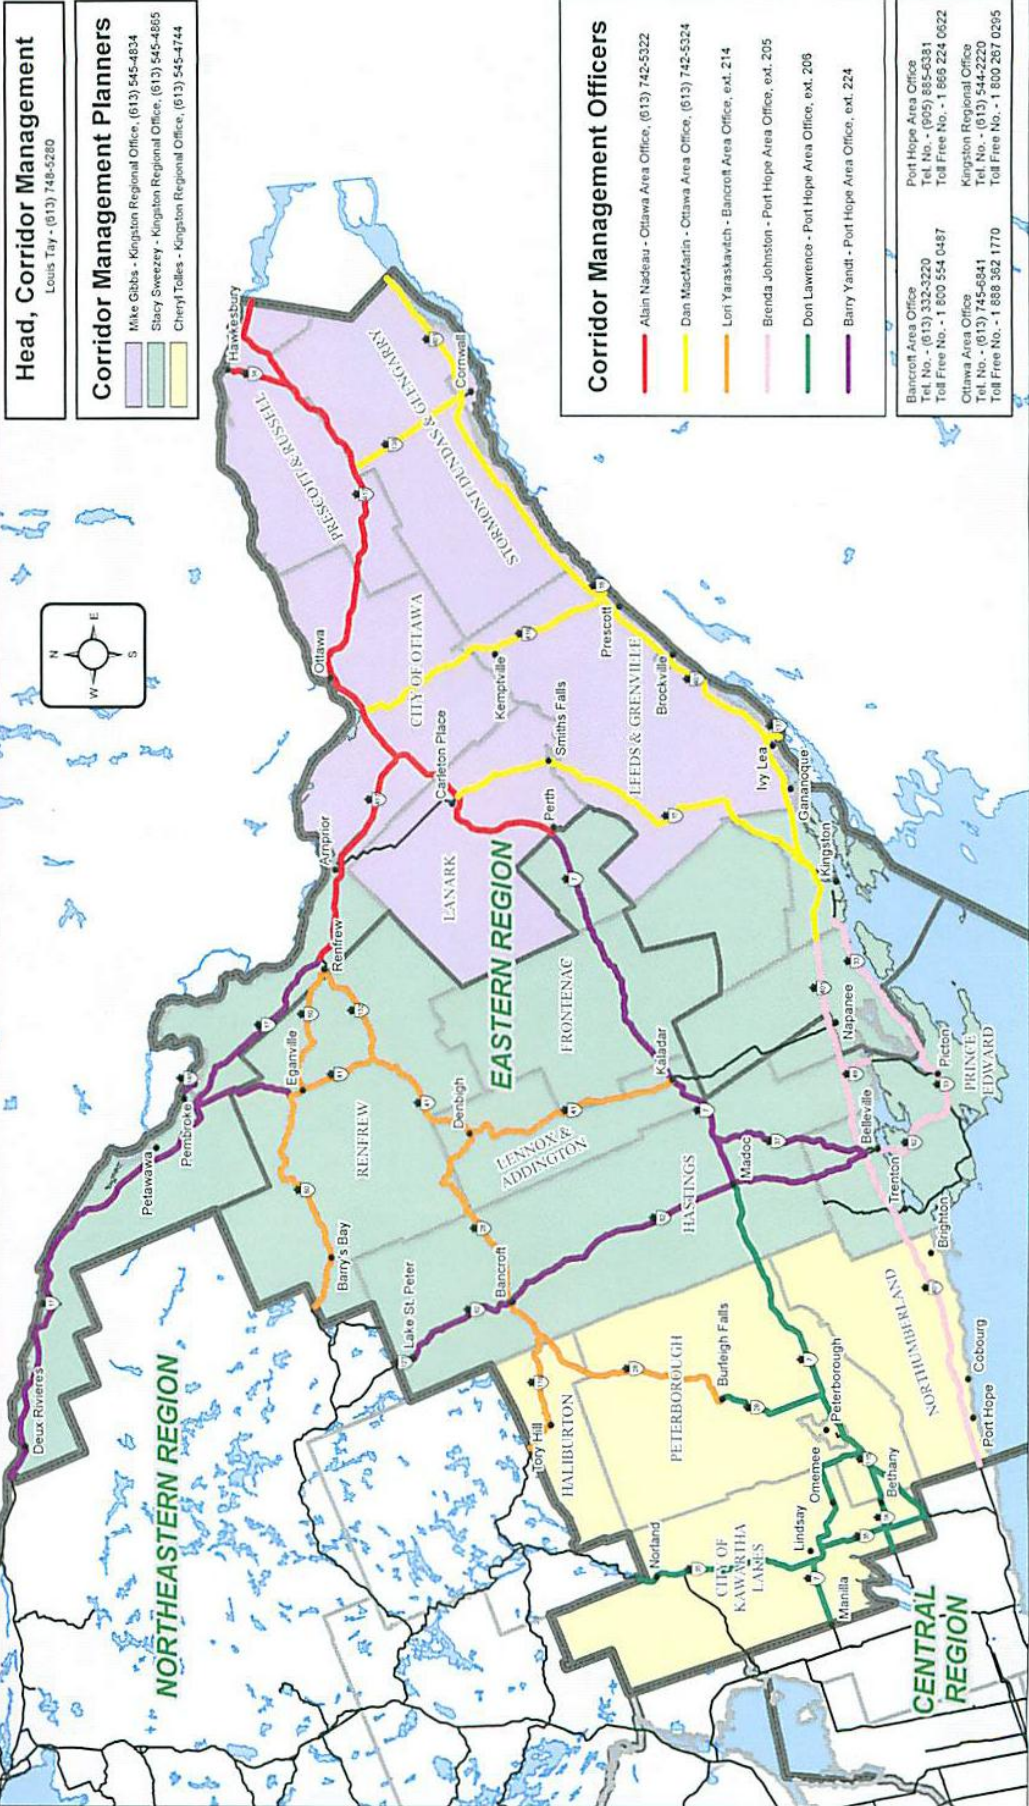 Head, Corridor Management
Louis Tay - (613) 748-5280
Corridor Management Planners
Mike Gibbs - Kingston Regional Office, (613) 545-4834
Stacy Sweezey - Kingston Regional Office, (613) 545-4865
Cheryl Tolles - Kingston Regional Office, (613) 545-4744
Corridor Management Officers
Alain Nadeau - Ottawa Area Office, (613) 742-5322
Dan MacMartin - Ottawa Area Office, (613) 742-5324
Lori Yaraskavitch - Bancroft Area Office, ext. 214
Brenda Johnston - Port Hope Area Office, ext. 205
Don Lawrence - Port Hope Area Office, ext. 206
Barry Yandt - Port Hope Area Office, ext. 224
Bancroft Area Office
Tel. No. - (613) 332-3220
Toll Free No. - 1 800 554 0487
Port Hope Area Office
Tel. No. - (905) 885-6381
Toll Free No. - 1 866 224 0622
Ottawa Area Office
Tel. No. - (613) 745-6841
Toll Free No. - 1 888 362 1770
Kingston Regional Office
Tel. No. - (613) 544-2220
Toll Free No. - 1 800 267 0295
N
W E
S
NORTHEASTERN REGION
EASTERN REGION
CENTRAL
REGION
Deux Rivieres
Petawawa
Pembroke
Renfrew
Arnprior
Ottawa
Hawkesbury
PRESCOTT & RUSSELL
STORMONT DUNDAS & GLENGARRY
Cornwall
CITY OF OTTAWA
Kemptville
Prescott
Carleton Place
Smiths Falls
LEEDS & GRENVILLE
Brockville
Ivy Lea
Gananoque
Kingston
Perth
LANARK
Eganville
RENFREW
Barry's Bay
Denbigh
FRONTENAC
LENNOX &
ADDINGTON
Kaladar
Lake St. Peter
Bancroft
HASTINGS
Madoc
Napanee
Belleville
Picton
PRINCE
EDWARD
Trenton
Brighton
Tory Hill
HALIBURTON
Burleigh Falls
PETERBOROUGH
Peterborough
NORTHUMBERLAND
Cobourg
Port Hope
Norland
CITY OF
KAWARTHA
LAKES
Lindsay
Omemee
Bethany
Manilla